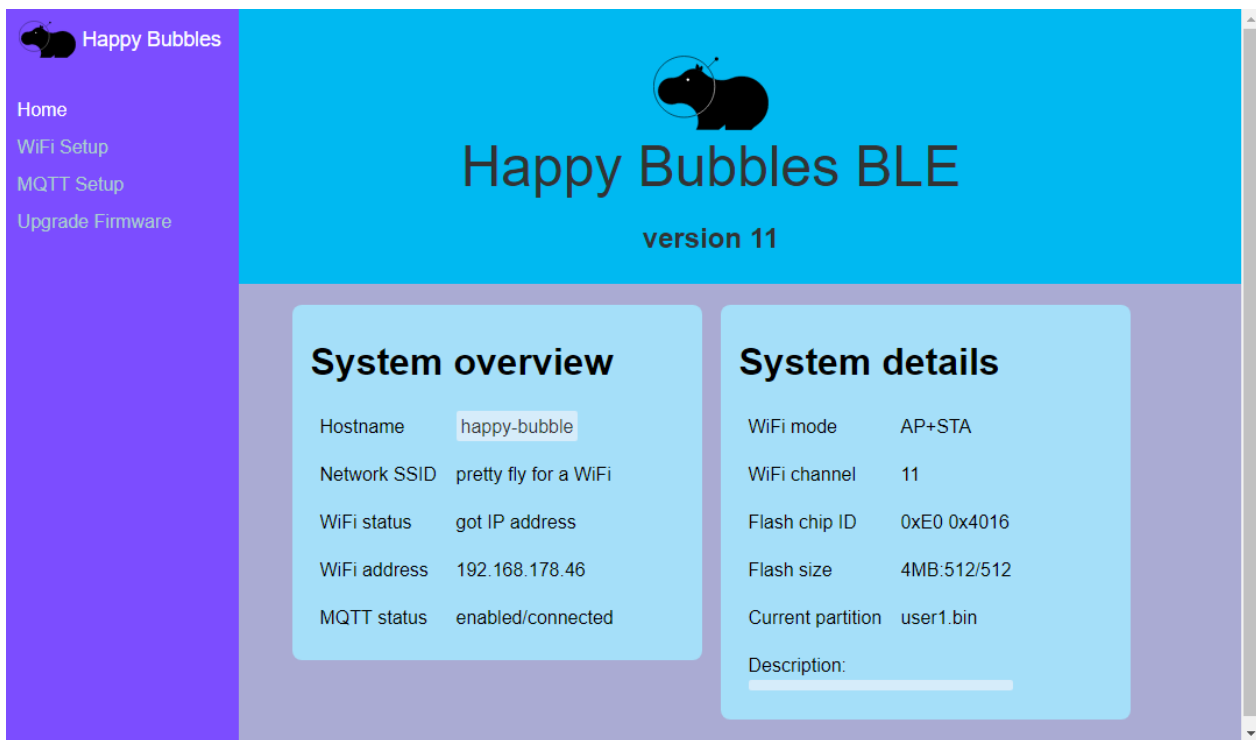 Happy Bubbles
Home
WiFi Setup
MQTT Setup
Upgrade Firmware
Happy Bubbles BLE
version 11
System overview
Hostname happy-bubble
Network SSID pretty fly for a WiFi
WiFi status got IP address
WiFi address 192.168.178.46
MQTT status enabled/connected
System details
WiFi mode AP+STA
WiFi channel 11
Flash chip ID 0xE0 0x4016
Flash size 4MB:512/512
Current partition user1.bin
Description: